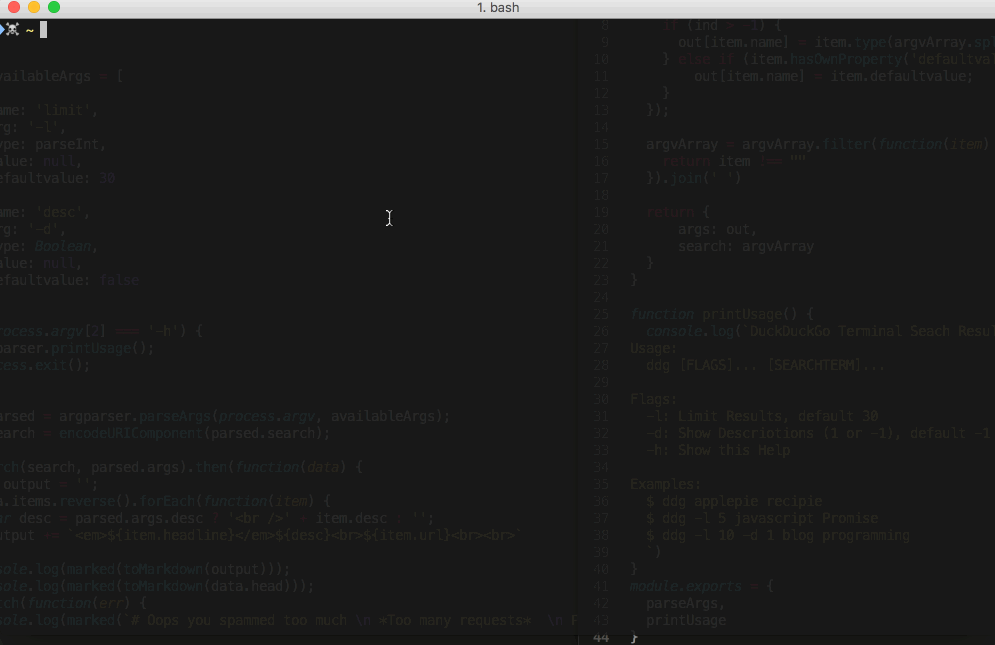 1. bash
~
vailableArgs = [
ame: 'limit',
rg: '-l',
ype: parseInt,
alue: null,
efaultvalue: 30
ame: 'desc',
rg: '-d',
ype: Boolean,
alue: null,
efaultvalue: false
rocess.argv[2] === '-h') {
parser.printUsage();
cess.exit();
arsed = argparser.parseArgs(process.argv, availableArgs);
earch = encodeURIComponent(parsed.search);
rch(search, parsed.args).then(function(data) {
output = '';
a.items.reverse().forEach(function(item) {
ar desc = parsed.args.desc ? '<br />' + item.desc : '';
utput += `<em>${item.headline}</em>${desc}<br>${item.url}<br><br>`
sole.log(marked(toMarkdown(output)));
sole.log(marked(toMarkdown(data.head)));
tch(function(err) {
sole.log(marked(`# Oops you spammed too much \n *Too many requests* \n
8 if (ind > -1) {
9 out[item.name] = item.type(argvArray.spl
10 } else if (item.hasOwnProperty('defaultval
11 out[item.name] = item.defaultvalue;
12 }
13 });
14
15 argvArray = argvArray.filter(function(item)
16 return item !== ""
17 }).join(' ')
18
19 return {
20 args: out,
21 search: argvArray
22 }
23 }
24
25 function printUsage() {
26 console.log(`DuckDuckGo Terminal Seach Resu
27 Usage:
28 ddg [FLAGS]... [SEARCHTERM]...
29
30 Flags:
31 -l: Limit Results, default 30
32 -d: Show Descriotions (1 or -1), default -1
33 -h: Show this Help
34
35 Examples:
36 $ ddg applepie recipie
37 $ ddg -l 5 javascript Promise
38 $ ddg -l 10 -d 1 blog programming
39 `)
40 }
41 module.exports = {
42 parseArgs,
43 printUsage
44 }